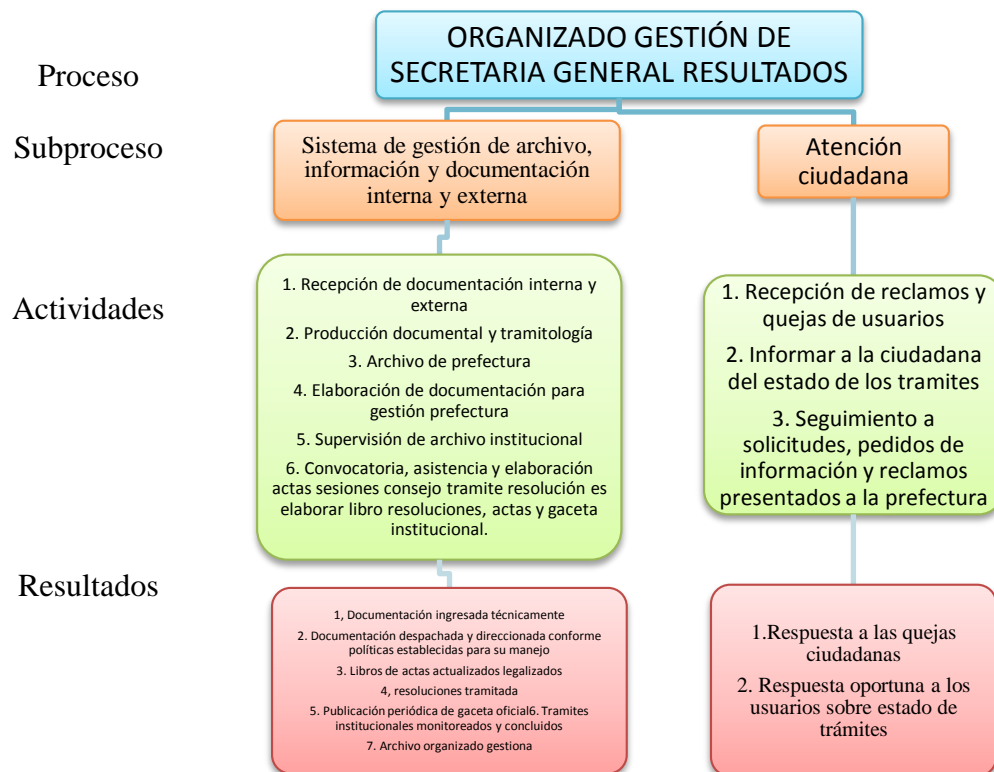 ORGANIZADO GESTIÓN DE
SECRETARIA GENERAL RESULTADOS
Proceso
Subproceso
Sistema de gestión de archivo,
información y documentación
interna y externa
Atención
ciudadana
Actividades
1. Recepción de documentación interna y
externa
2. Producción documental y tramitología
3. Archivo de prefectura
4. Elaboración de documentación para
gestión prefectura
5. Supervisión de archivo institucional
6. Convocatoria, asistencia y elaboración
actas sesiones consejo tramite resolución es
elaborar libro resoluciones, actas y gaceta
institucional.
1. Recepción de reclamos y
quejas de usuarios
2. Informar a la ciudadana
del estado de los tramites
3. Seguimiento a
solicitudes, pedidos de
información y reclamos
presentados a la prefectura
Resultados
1, Documentación ingresada técnicamente
2. Documentación despachada y direccionada conforme
políticas establecidas para su manejo
3. Libros de actas actualizados legalizados
4, resoluciones tramitada
5. Publicación periódica de gaceta oficial6. Tramites
institucionales monitoreados y concluidos
7. Archivo organizado gestiona
1.Respuesta a las quejas
ciudadanas
2. Respuesta oportuna a los
usuarios sobre estado de
trámites